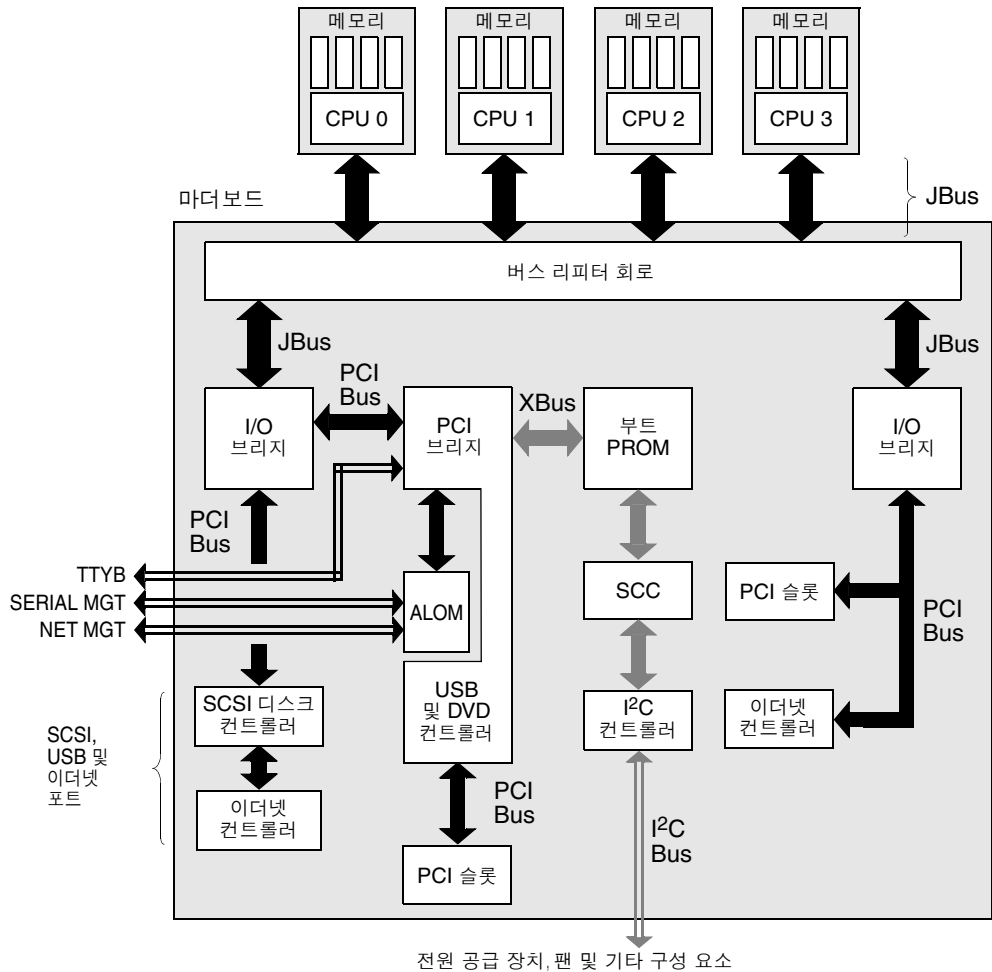 메모리
메모리
메모리
메모리
CPU 0
CPU 1
CPU 2
CPU 3
JBus
마더보드
버스 리피터 회로
JBus
JBus
PCI
Bus
XBus
I/O
브리지
PCI
브리지
부트
PROM
I/O
브리지
PCI
Bus
TTYB
SERIAL MGT
NET MGT
ALOM
SCC
PCI 슬롯
PCI
Bus
SCSI 디스크
컨트롤러
USB
및 DVD
컨트롤러
I²C
컨트롤러
이더넷
컨트롤러
SCSI,
USB 및
이더넷
포트
이더넷
컨트롤러
PCI
Bus
I²C
Bus
PCI 슬롯
전원 공급 장치, 팬 및 기타 구성 요소